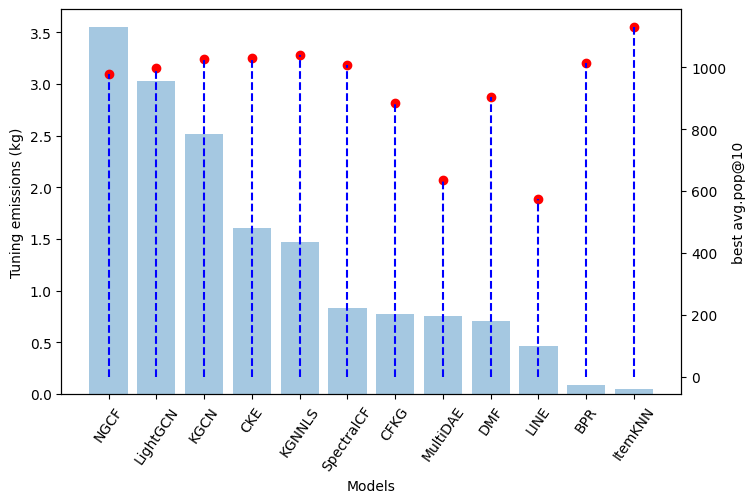 3.5
3.0
2.5
2.0
1.5
1.0
0.5
0.0
Tuning emissions (kg)
1000
800
600
400
200
0
best avg.pop@10
NGCF
LightGCN
KGCN
CKE
KGNNLS
SpectralCF
CFKG
MultiDAE
DMF
LINE
BPR
ItemKNN
Models